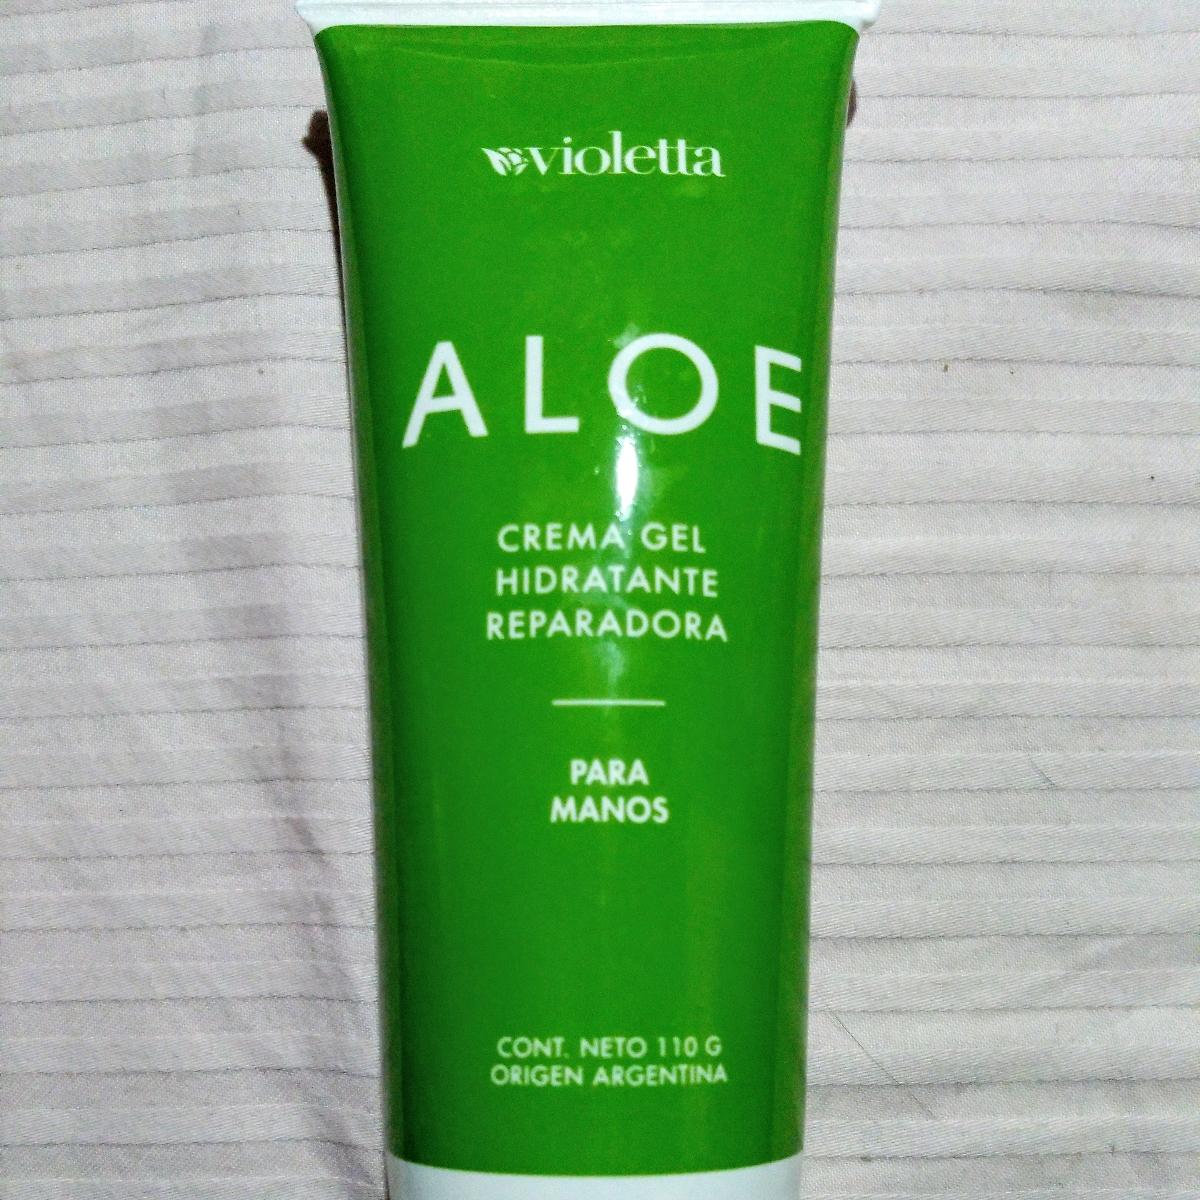 violetta
ALOE
CREMA GEL
HIDRATANTE
REPARADORA
PARA
MANOS
CONT. NETO 110 G
ORIGEN ARGENTINA